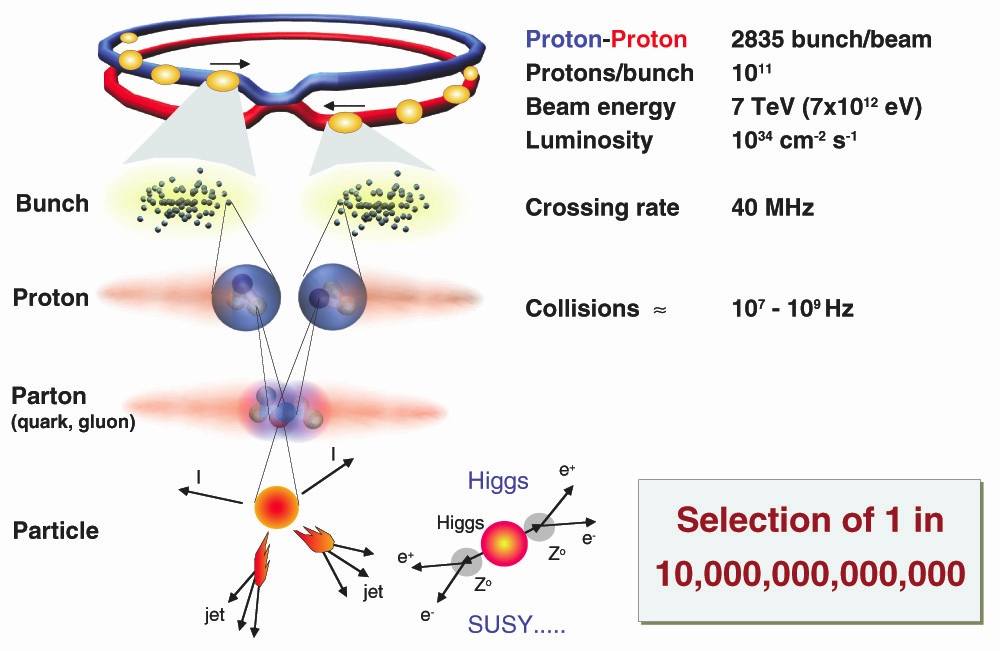 Proton-Proton 2835 bunch/beam
Protons/bunch 10¹¹
Beam energy 7 TeV (7x10¹² eV)
Luminosity 10³⁴ cm⁻² s⁻¹
Bunch
Crossing rate 40 MHz
Proton
Collisions ≈ 10⁷ - 10⁹ Hz
Parton
(quark, gluon)
l
l
Particle
jet
jet
Higgs
Higgs
e⁺
e⁻
Z⁰
e⁺
Z⁰
e⁻
SUSY.....
Selection of 1 in
10,000,000,000,000